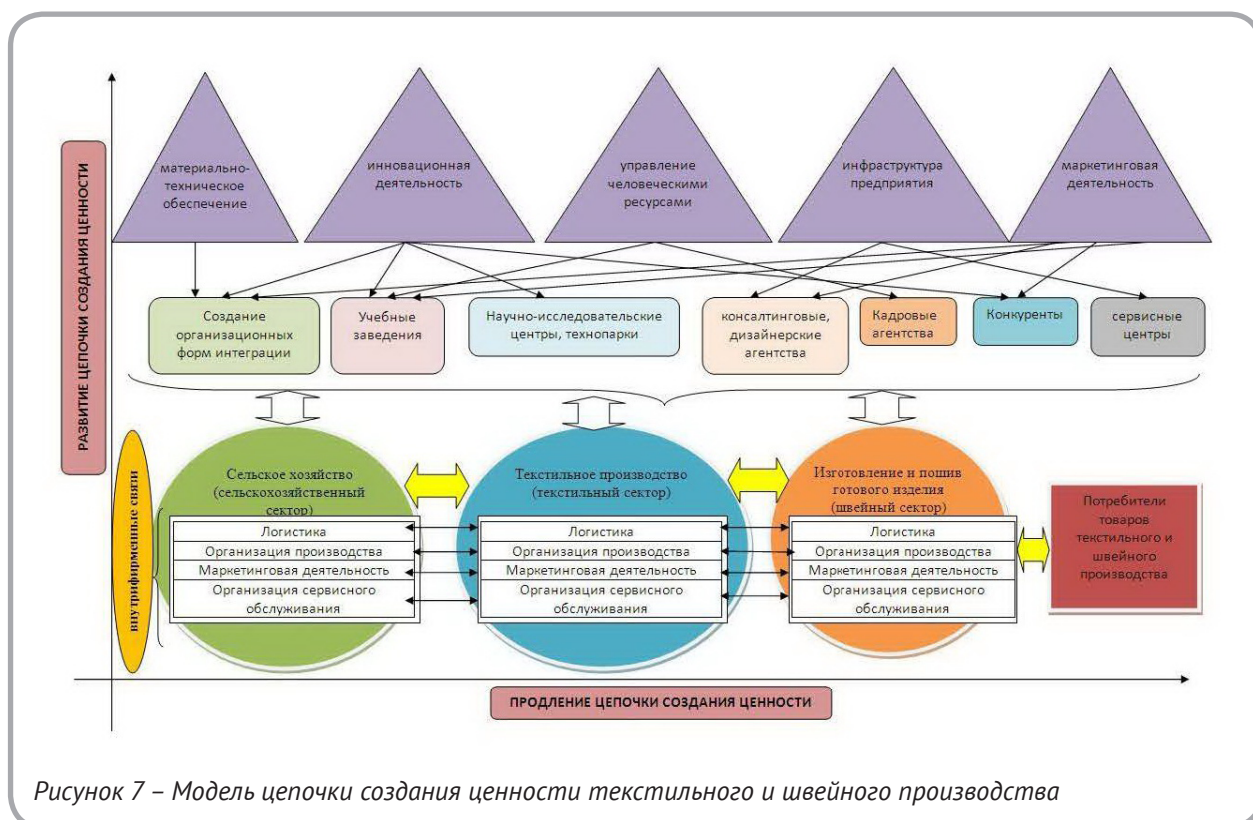 РАЗВИТИЕ ЦЕПОЧКИ СОЗДАНИЯ ЦЕННОСТИ
материально-
техническое
обеспечение
инновационная
деятельность
управление
человеческими
ресурсами
инфраструктура
предприятия
маркетинговая
деятельность
Создание
организационных
форм интеграции
Учебные
заведения
Научно-исследовательские
центры, технопарки
консалтинговые,
дизайнерские
агентства
Кадровые
агентства
Конкуренты
сервисные
центры
внутрифирменные связи
Сельское хозяйство
(сельскохозяйственный
сектор)
Логистика
Организация производства
Маркетинговая деятельность
Организация сервисного
обслуживания
Текстильное производство
(текстильный сектор)
Логистика
Организация производства
Маркетинговая деятельность
Организация сервисного
обслуживания
Изготовление и пошив
готового изделия
(швейный сектор)
Логистика
Организация производства
Маркетинговая деятельность
Организация сервисного
обслуживания
Потребители
товаров
текстильного и
швейного
производства
ПРОДЛЕНИЕ ЦЕПОЧКИ СОЗДАНИЯ ЦЕННОСТИ
Рисунок 7 – Модель цепочки создания ценности текстильного и швейного производства